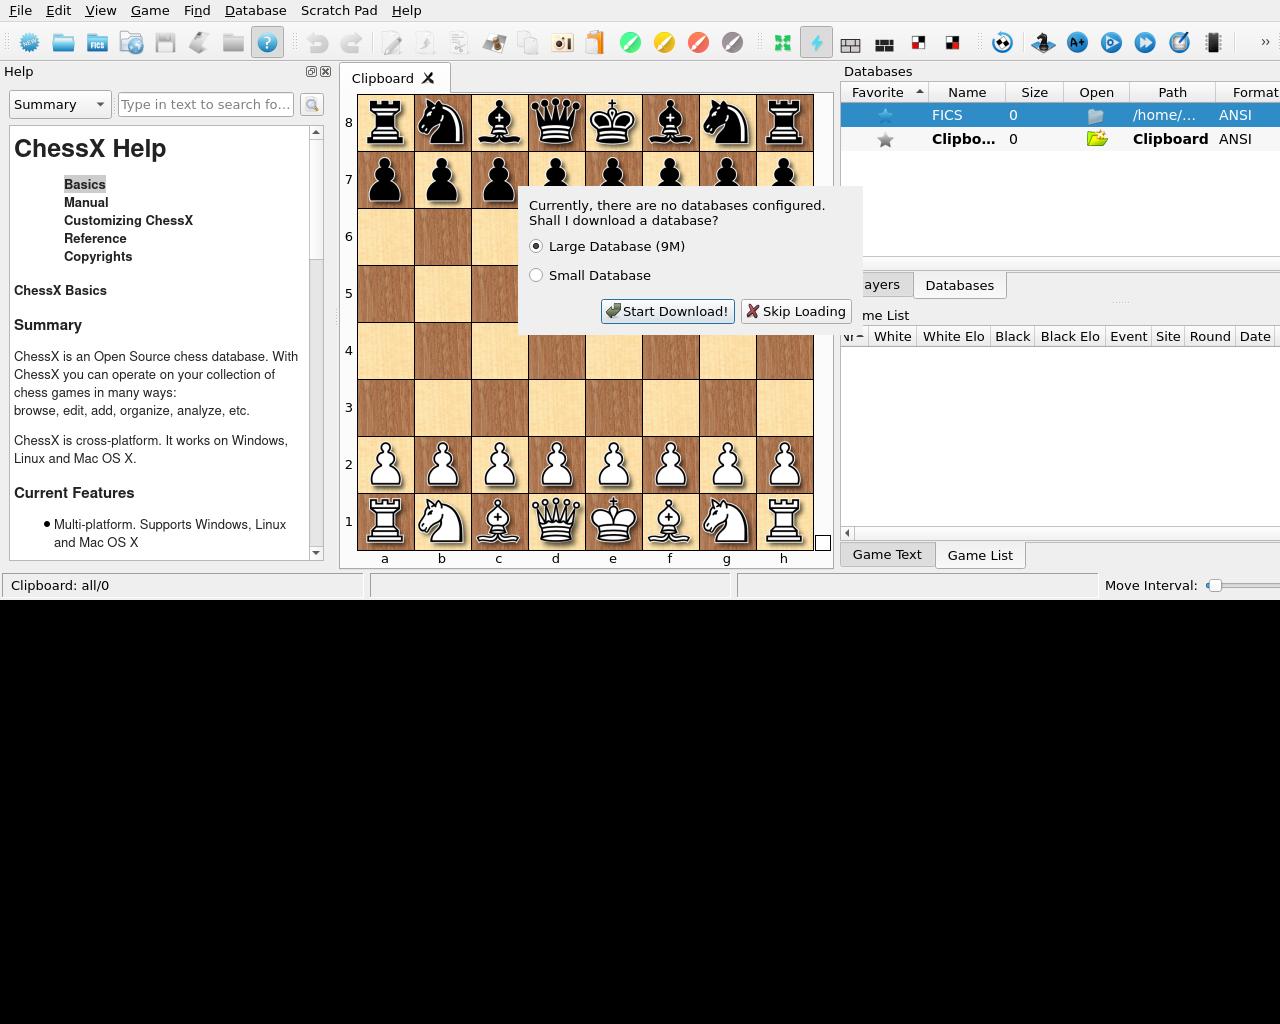 File Edit View Game Find Database Scratch Pad Help
NEW FICS ? A+ »
Help
Summary Type in text to search fo...
ChessX Help
Basics
Manual
Customizing ChessX
Reference
Copyrights
ChessX Basics
Summary
ChessX is an Open Source chess database. With
ChessX you can operate on your collection of
chess games in many ways:
browse, edit, add, organize, analyze, etc.
ChessX is cross-platform. It works on Windows,
Linux and Mac OS X.
Current Features
Multi-platform. Supports Windows, Linux
and Mac OS X
Clipboard
8
7
6
5
4
3
2
1
a b c d e f g h
Currently, there are no databases configured.
Shall I download a database?
Large Database (9M)
Small Database
Start Download! Skip Loading
Databases
Favorite Name Size Open Path Format
FICS 0 /home/... ANSI
Clipbo... 0 Clipboard ANSI
ayers Databases
me List
White White Elo Black Black Elo Event Site Round Date
Game Text Game List
Clipboard: all/0
Move Interval: